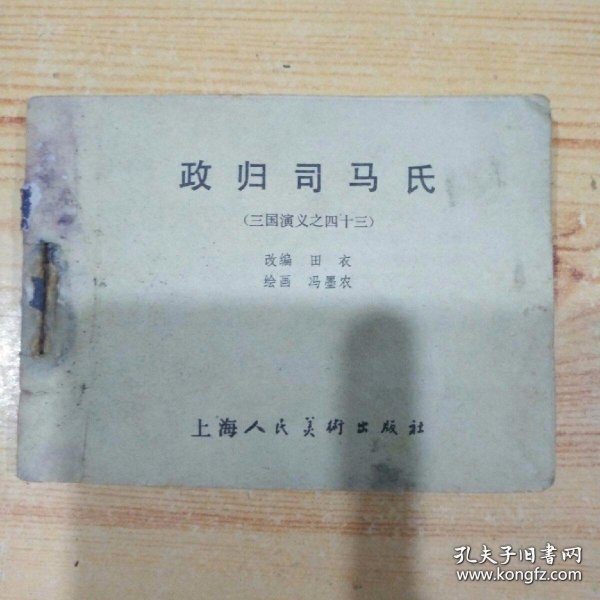 政归司马氏
（三国演义之四十三）
改编 田衣
绘画 冯墨农
上海人民美術出版社
孔夫子旧书网
www.kongfz.com